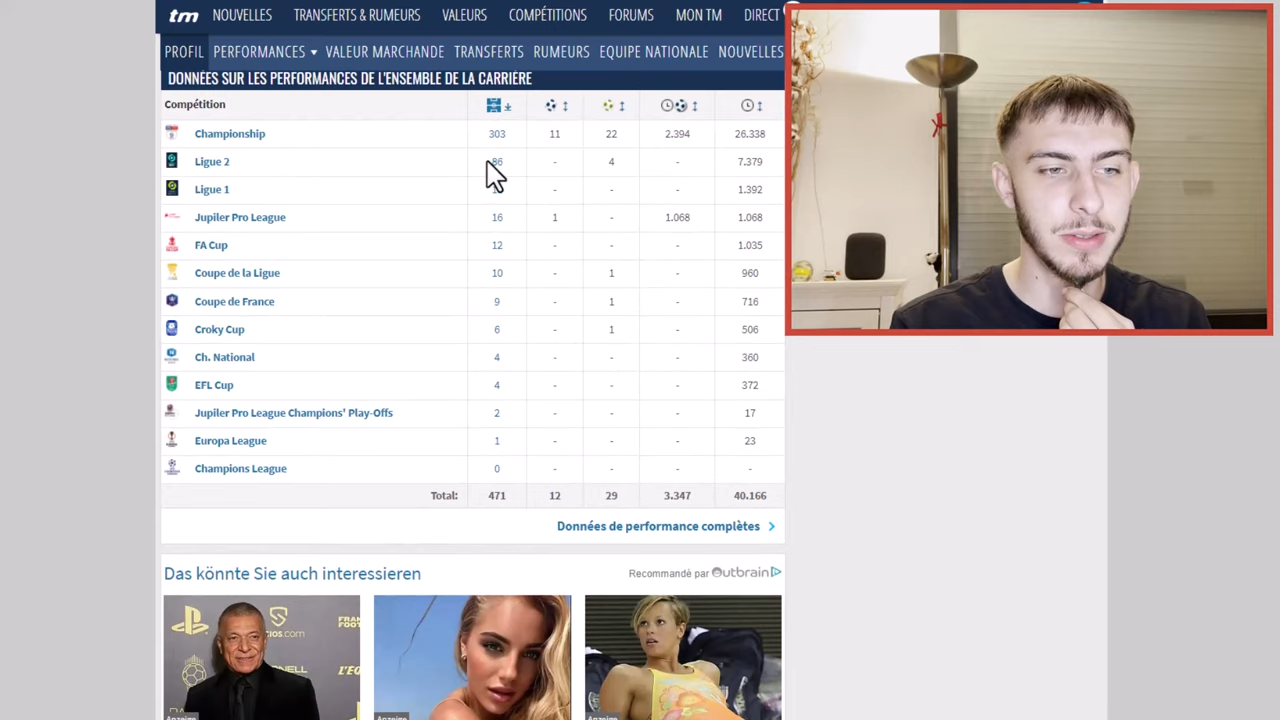 tm NOUVELLES TRANSFERTS & RUMEURS VALEURS COMPÉTITIONS FORUMS MON TM DIRECT
PROFIL PERFORMANCES VALEUR MARCHANDE TRANSFERTS RUMEURS EQUIPE NATIONALE NOUVELLES
DONNÉES SUR LES PERFORMANCES DE L'ENSEMBLE DE LA CARRIÈRE
Compétition
Championship 303 11 22 2.394 26.338
Ligue 2 86 - 4 - 7.379
Ligue 1 - - - 1.392
Jupiler Pro League 16 1 - 1.068 1.068
FA Cup 12 - - - 1.035
Coupe de la Ligue 10 - 1 - 960
Coupe de France 9 - 1 - 716
Croky Cup 6 - 1 - 506
Ch. National 4 - - - 360
EFL Cup 4 - - - 372
Jupiler Pro League Champions' Play-Offs 2 - - - 17
Europa League 1 - - - 23
Champions League 0 - - - -
Total: 471 12 29 3.347 40.166
Données de performance complètes
Das könnte Sie auch interessieren
Recommandé par Outbrain
Anzeige Anzeige Anzeige